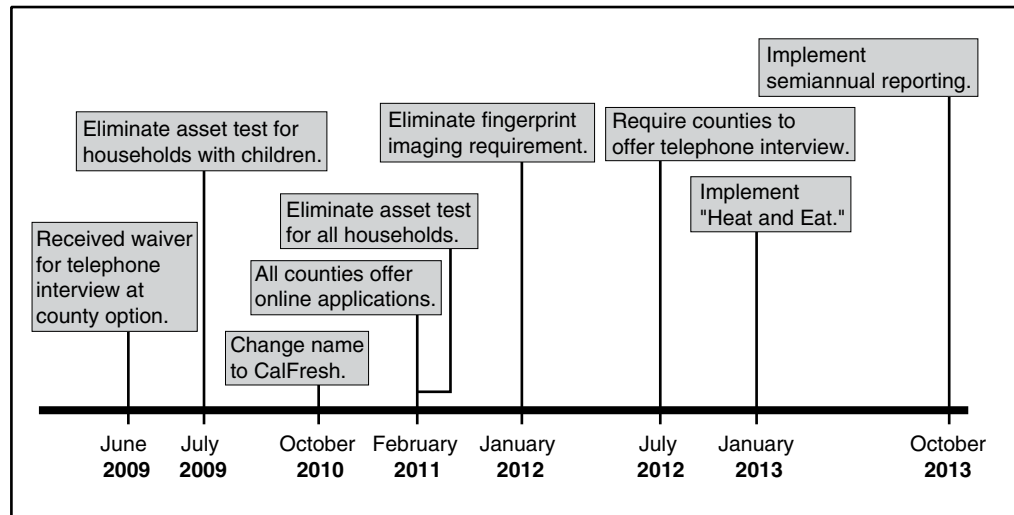 Implement
semiannual reporting.
Eliminate asset test for
households with children.
Eliminate fingerprint
imaging requirement.
Require counties to
offer telephone interview.
Eliminate asset test
for all households.
Implement
"Heat and Eat."
Received waiver
for telephone
interview at
county option.
All counties offer
online applications.
Change name
to CalFresh.
June
2009
July
2009
October
2010
February
2011
January
2012
July
2012
January
2013
October
2013